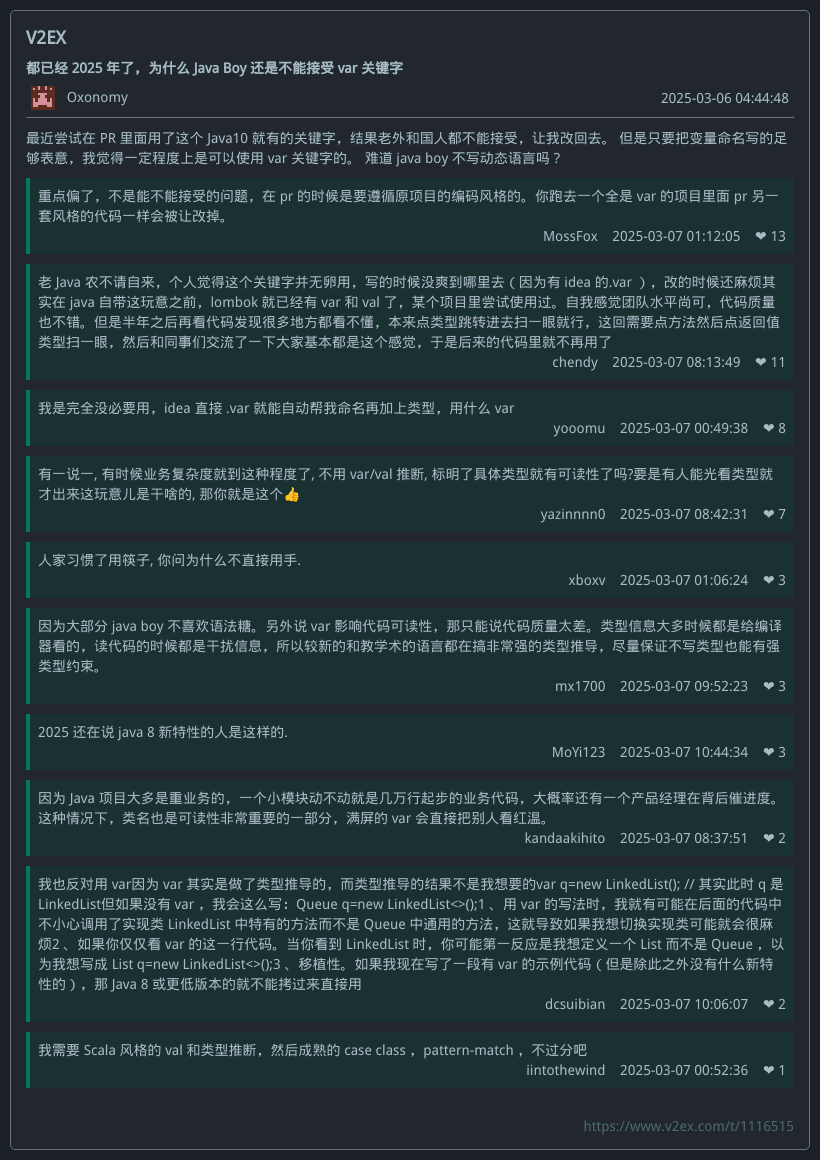 V2EX
都已经 2025 年了，为什么 Java Boy 还是不能接受 var 关键字
Oxonomy 2025-03-06 04:44:48
最近尝试在 PR 里面用了这个 Java10 就有的关键字，结果老外和国人都不能接受，让我改回去。 但是只要把变量命名写的足
够表意，我觉得一定程度上是可以使用 var 关键字的。 难道 java boy 不写动态语言吗？
重点偏了，不是能不能接受的问题，在 pr 的时候是要遵循原项目的编码风格的。你跑去一个全是 var 的项目里面 pr 另一
套风格的代码一样会被让改掉。
MossFox 2025-03-07 01:12:05 ❤ 13
老 Java 农不请自来，个人觉得这个关键字并无卵用，写的时候没爽到哪里去（因为有 idea 的.var ），改的时候还麻烦其
实在 java 自带这玩意之前，lombok 就已经有 var 和 val 了，某个项目里尝试使用过。自我感觉团队水平尚可，代码质量
也不错。但是半年之后再看代码发现很多地方都看不懂，本来点类型跳转进去扫一眼就行，这回需要点方法然后点返回值
类型扫一眼，然后和同事们交流了一下大家基本都是这个感觉，于是后来的代码里就不再用了
chendy 2025-03-07 08:13:49 ❤ 11
我是完全没必要用，idea 直接 .var 就能自动帮我命名再加上类型，用什么 var
yooomu 2025-03-07 00:49:38 ❤ 8
有一说一, 有时候业务复杂度就到这种程度了, 不用 var/val 推断, 标明了具体类型就有可读性了吗?要是有人能光看类型就
才出来这玩意儿是干啥的, 那你就是这个👍
yazinnnn0 2025-03-07 08:42:31 ❤ 7
人家习惯了用筷子, 你问为什么不直接用手.
xboxv 2025-03-07 01:06:24 ❤ 3
因为大部分 java boy 不喜欢语法糖。另外说 var 影响代码可读性，那只能说代码质量太差。类型信息大多时候都是给编译
器看的，读代码的时候都是干扰信息，所以较新的和教学术的语言都在搞非常强的类型推导，尽量保证不写类型也能有强
类型约束。
mx1700 2025-03-07 09:52:23 ❤ 3
2025 还在说 java 8 新特性的人是这样的.
MoYi123 2025-03-07 10:44:34 ❤ 3
因为 Java 项目大多是重业务的，一个小模块动不动就是几万行起步的业务代码，大概率还有一个产品经理在背后催进度。
这种情况下，类名也是可读性非常重要的一部分，满屏的 var 会直接把别人看红温。
kandaakihito 2025-03-07 08:37:51 ❤ 2
我也反对用 var因为 var 其实是做了类型推导的，而类型推导的结果不是我想要的var q=new LinkedList(); // 其实此时 q 是
LinkedList但如果没有 var ，我会这么写：Queue q=new LinkedList<>();1 、用 var 的写法时，我就有可能在后面的代码中
不小心调用了实现类 LinkedList 中特有的方法而不是 Queue 中通用的方法，这就导致如果我想切换实现类可能就会很麻
烦2 、如果你仅仅看 var 的这一行代码。当你看到 LinkedList 时，你可能第一反应是我想定义一个 List 而不是 Queue ，以
为我想写成 List q=new LinkedList<>();3 、移植性。如果我现在写了一段有 var 的示例代码（但是除此之外没有什么新特
性的），那 Java 8 或更低版本的就不能拷过来直接用
dcsuibian 2025-03-07 10:06:07 ❤ 2
我需要 Scala 风格的 val 和类型推断，然后成熟的 case class ，pattern-match ，不过分吧
iintothewind 2025-03-07 00:52:36 ❤ 1
https://www.v2ex.com/t/1116515